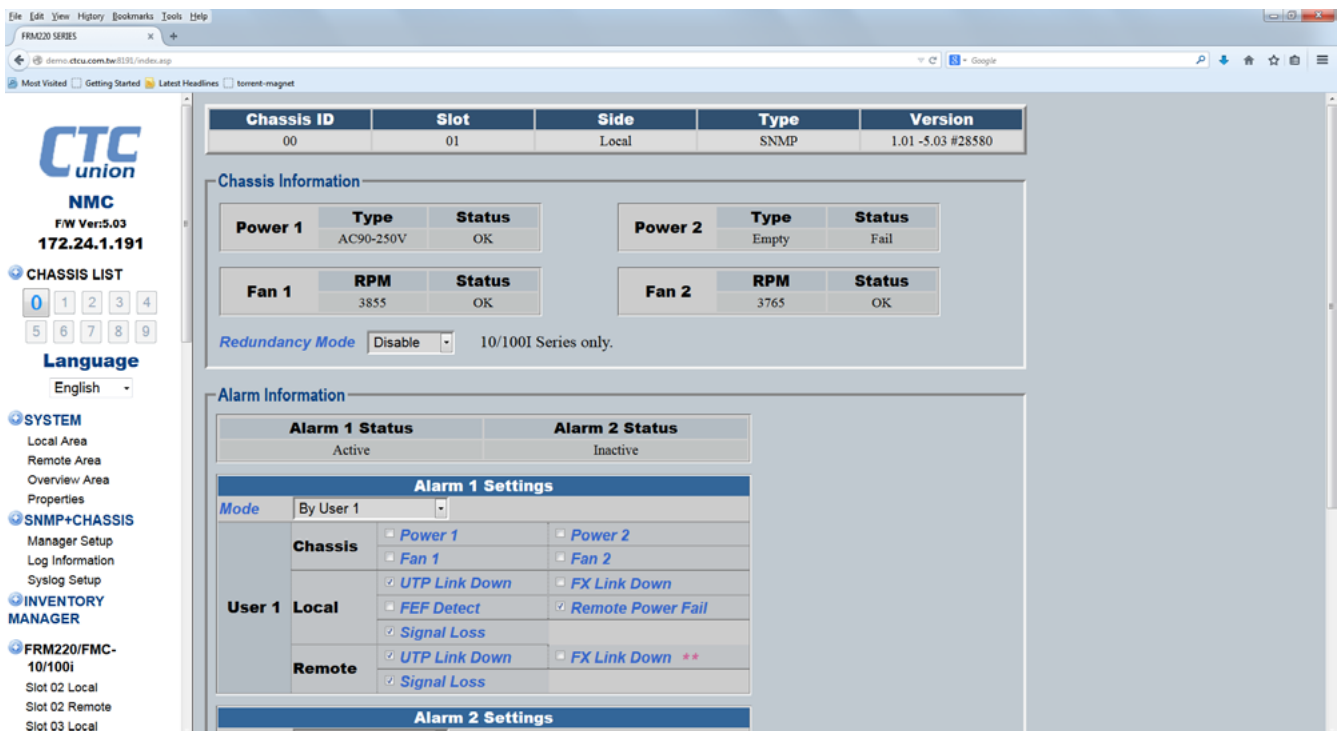 File Edit View History Bookmarks Tools Help
FRM220 SERIES × +
demo.ctcu.com.tw:8191/index.asp
Google
Most Visited Getting Started Latest Headlines torrent-magnet
CTC
union
NMC
F/W Ver:5.03
172.24.1.191
CHASSIS LIST
0 1 2 3 4
5 6 7 8 9
Language
English
SYSTEM
Local Area
Remote Area
Overview Area
Properties
SNMP+CHASSIS
Manager Setup
Log Information
Syslog Setup
INVENTORY
MANAGER
FRM220/FMC-
10/100i
Slot 02 Local
Slot 02 Remote
Slot 03 Local
Chassis ID Slot Side Type Version
00 01 Local SNMP 1.01 -5.03 #28580
Chassis Information
Power 1 Type Status
AC90-250V OK
Power 2 Type Status
Empty Fail
Fan 1 RPM Status
3855 OK
Fan 2 RPM Status
3765 OK
Redundancy Mode Disable 10/100I Series only.
Alarm Information
Alarm 1 Status Alarm 2 Status
Active Inactive
Alarm 1 Settings
Mode By User 1
User 1
Chassis
Power 1 Power 2
Fan 1 Fan 2
Local
UTP Link Down FX Link Down
FEF Detect Remote Power Fail
Signal Loss
Remote
UTP Link Down FX Link Down **
Signal Loss
Alarm 2 Settings